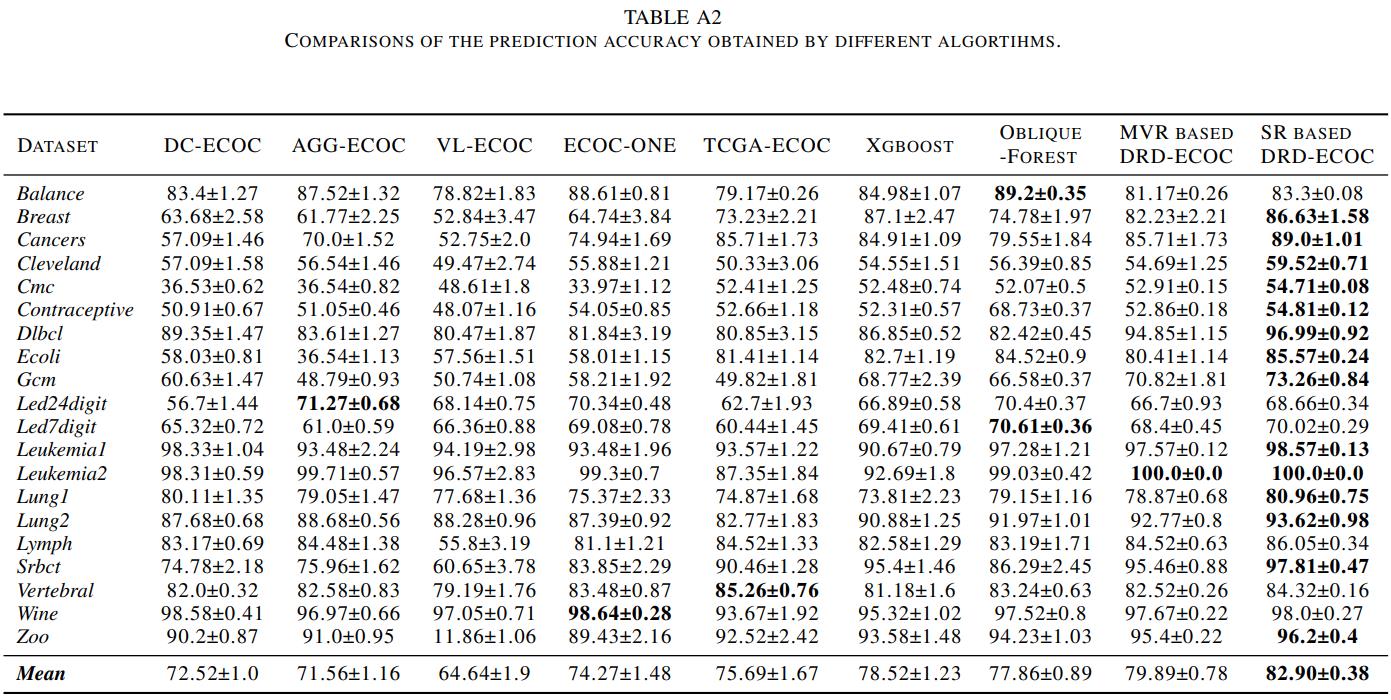 TABLE A2
COMPARISONS OF THE PREDICTION ACCURACY OBTAINED BY DIFFERENT ALGORTIHMS.
DATASET DC-ECOC AGG-ECOC VL-ECOC ECOC-ONE TCGA-ECOC XGBOOST OBLIQUE -FOREST MVR BASED DRD-ECOC SR BASED DRD-ECOC
Balance 83.4±1.27 87.52±1.32 78.82±1.83 88.61±0.81 79.17±0.26 84.98±1.07 89.2±0.35 81.17±0.26 83.3±0.08
Breast 63.68±2.58 61.77±2.25 52.84±3.47 64.74±3.84 73.23±2.21 87.1±2.47 74.78±1.97 82.23±2.21 86.63±1.58
Cancers 57.09±1.46 70.0±1.52 52.75±2.0 74.94±1.69 85.71±1.73 84.91±1.09 79.55±1.84 85.71±1.73 89.0±1.01
Cleveland 57.09±1.58 56.54±1.46 49.47±2.74 55.88±1.21 50.33±3.06 54.55±1.51 56.39±0.85 54.69±1.25 59.52±0.71
Cmc 36.53±0.62 36.54±0.82 48.61±1.8 33.97±1.12 52.41±1.25 52.48±0.74 52.07±0.5 52.91±0.15 54.71±0.08
Contraceptive 50.91±0.67 51.05±0.46 48.07±1.16 54.05±0.85 52.66±1.18 52.31±0.57 68.73±0.37 52.86±0.18 54.81±0.12
Dlbcl 89.35±1.47 83.61±1.27 80.47±1.87 81.84±3.19 80.85±3.15 86.85±0.52 82.42±0.45 94.85±1.15 96.99±0.92
Ecoli 58.03±0.81 36.54±1.13 57.56±1.51 58.01±1.15 81.41±1.14 82.7±1.19 84.52±0.9 80.41±1.14 85.57±0.24
Gcm 60.63±1.47 48.79±0.93 50.74±1.08 58.21±1.92 49.82±1.81 68.77±2.39 66.58±0.37 70.82±1.81 73.26±0.84
Led24digit 56.7±1.44 71.27±0.68 68.14±0.75 70.34±0.48 62.7±1.93 66.89±0.58 70.4±0.37 66.7±0.93 68.66±0.34
Led7digit 65.32±0.72 61.0±0.59 66.36±0.88 69.08±0.78 60.44±1.45 69.41±0.61 70.61±0.36 68.4±0.45 70.02±0.29
Leukemia1 98.33±1.04 93.48±2.24 94.19±2.98 93.48±1.96 93.57±1.22 90.67±0.79 97.28±1.21 97.57±0.12 98.57±0.13
Leukemia2 98.31±0.59 99.71±0.57 96.57±2.83 99.3±0.7 87.35±1.84 92.69±1.8 99.03±0.42 100.0±0.0 100.0±0.0
Lung1 80.11±1.35 79.05±1.47 77.68±1.36 75.37±2.33 74.87±1.68 73.81±2.23 79.15±1.16 78.87±0.68 80.96±0.75
Lung2 87.68±0.68 88.68±0.56 88.28±0.96 87.39±0.92 82.77±1.83 90.88±1.25 91.97±1.01 92.77±0.8 93.62±0.98
Lymph 83.17±0.69 84.48±1.38 55.8±3.19 81.1±1.21 84.52±1.33 82.58±1.29 83.19±1.71 84.52±0.63 86.05±0.34
Srbct 74.78±2.18 75.96±1.62 60.65±3.78 83.85±2.29 90.46±1.28 95.4±1.46 86.29±2.45 95.46±0.88 97.81±0.47
Vertebral 82.0±0.32 82.58±0.83 79.19±1.76 83.48±0.87 85.26±0.76 81.18±1.6 83.24±0.63 82.52±0.26 84.32±0.16
Wine 98.58±0.41 96.97±0.66 97.05±0.71 98.64±0.28 93.67±1.92 95.32±1.02 97.52±0.8 97.67±0.22 98.0±0.27
Zoo 90.2±0.87 91.0±0.95 11.86±1.06 89.43±2.16 92.52±2.42 93.58±1.48 94.23±1.03 95.4±0.22 96.2±0.4
Mean 72.52±1.0 71.56±1.16 64.64±1.9 74.27±1.48 75.69±1.67 78.52±1.23 77.86±0.89 79.89±0.78 82.90±0.38